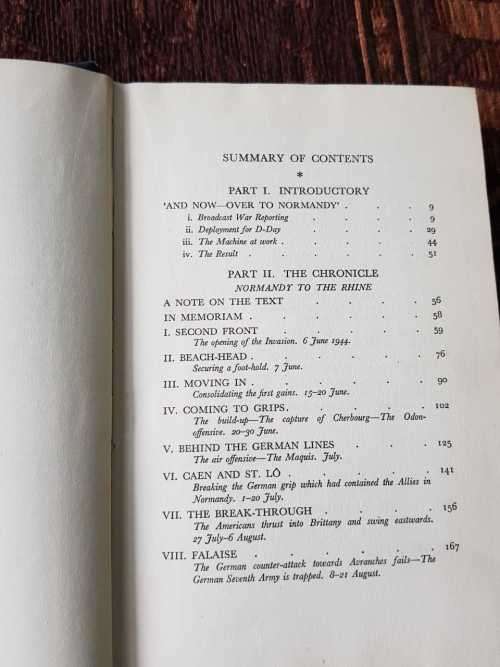 SUMMARY OF CONTENTS
*
PART I. INTRODUCTORY
'AND NOW—OVER TO NORMANDY' . . . 9
i. Broadcast War Reporting . . . . 9
ii. Deployment for D-Day . . . . 29
iii. The Machine at work . . . . . 44
iv. The Result . . . . . . 51
PART II. THE CHRONICLE
NORMANDY TO THE RHINE
A NOTE ON THE TEXT . . . . 56
IN MEMORIAM . . . . . . 58
I. SECOND FRONT . . . . . 59
The opening of the Invasion. 6 June 1944.
II. BEACH-HEAD . . . . . . 76
Securing a foot-hold. 7 June.
III. MOVING IN . . . . . . 90
Consolidating the first gains. 15–20 June.
IV. COMING TO GRIPS. . . . . 102
The build-up—The capture of Cherbourg—The Odon-
offensive. 20–30 June.
V. BEHIND THE GERMAN LINES . . . 125
The air offensive—The Maquis. July.
VI. CAEN AND ST. LÔ . . . . . 141
Breaking the German grip which had contained the Allies in
Normandy. 1–20 July.
VII. THE BREAK-THROUGH . . . . 156
The Americans thrust into Brittany and swing eastwards.
27 July–6 August.
VIII. FALAISE . . . . . . 167
The German counter-attack towards Avranches fails—The
German Seventh Army is trapped. 8–21 August.